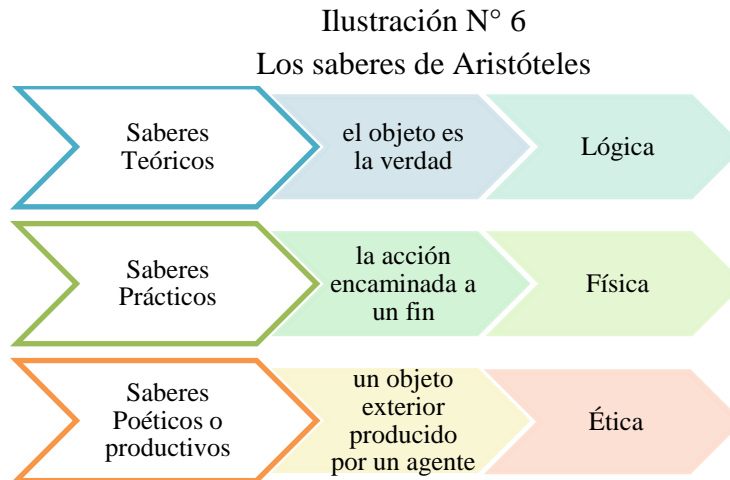 Ilustración N° 6
Los saberes de Aristóteles
Saberes
Teóricos
el objeto es
la verdad
Lógica
Saberes
Prácticos
la acción
encaminada a
un fin
Física
Saberes
Poéticos o
productivos
un objeto
exterior
producido
por un agente
Ética